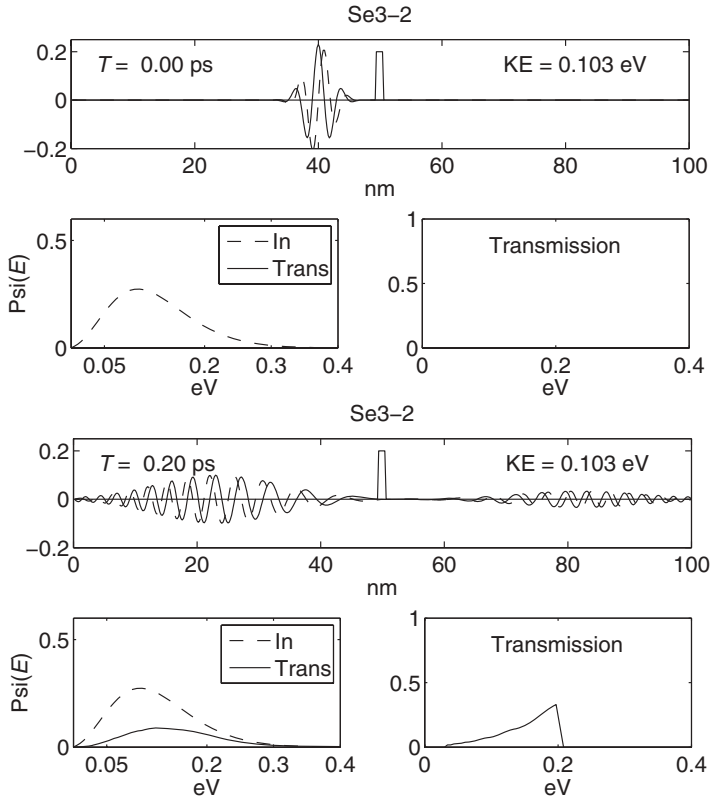 Se3−2
0.2
0
−0.2
T = 0.00 ps
KE = 0.103 eV
0 20 40 60 80 100
nm
0.5
0
Psi(E)
In
Trans
0.05 0.2 0.3 0.4
eV
1
0.5
0
Transmission
0 0.2 0.4
eV
Se3−2
0.2
0
−0.2
T = 0.20 ps
KE = 0.103 eV
0 20 40 60 80 100
nm
0.5
0
Psi(E)
In
Trans
0.05 0.2 0.3 0.4
eV
1
0.5
0
Transmission
0 0.2 0.4
eV